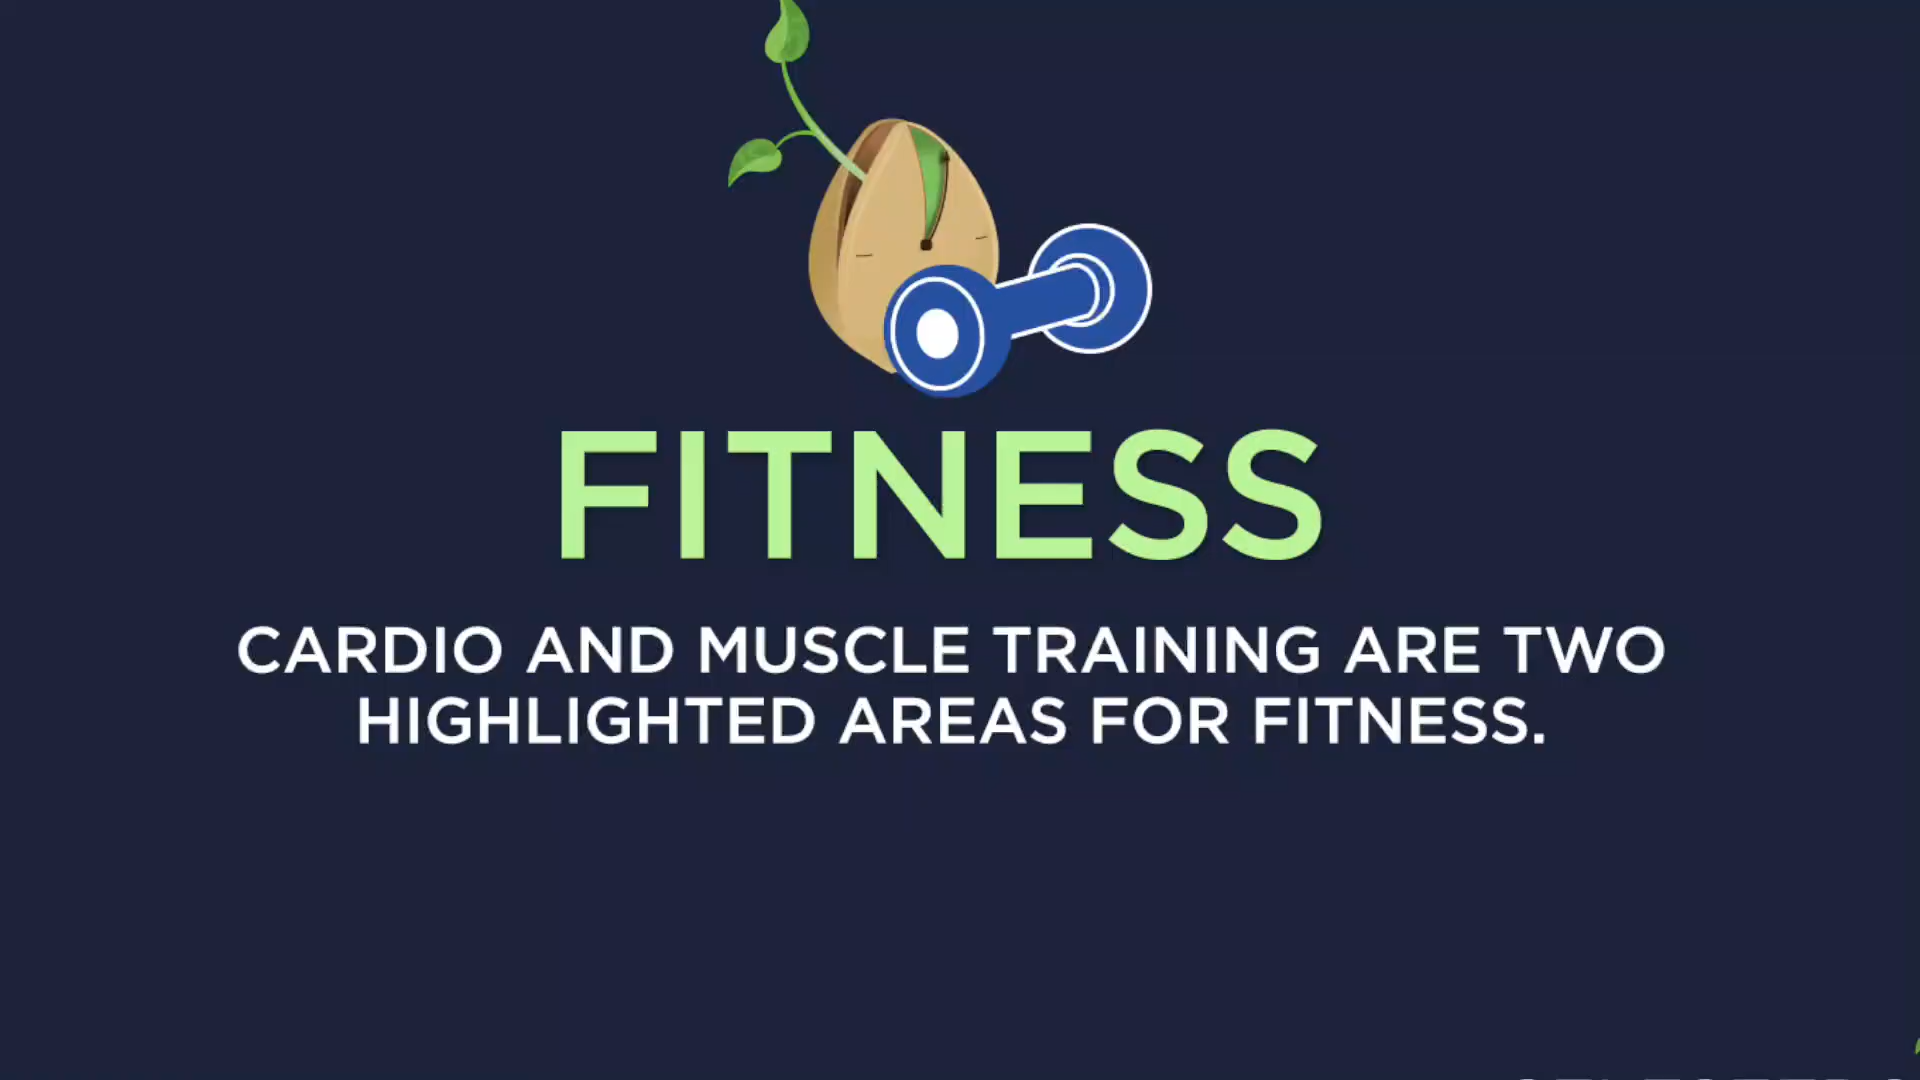 FITNESS
CARDIO AND MUSCLE TRAINING ARE TWO
HIGHLIGHTED AREAS FOR FITNESS.